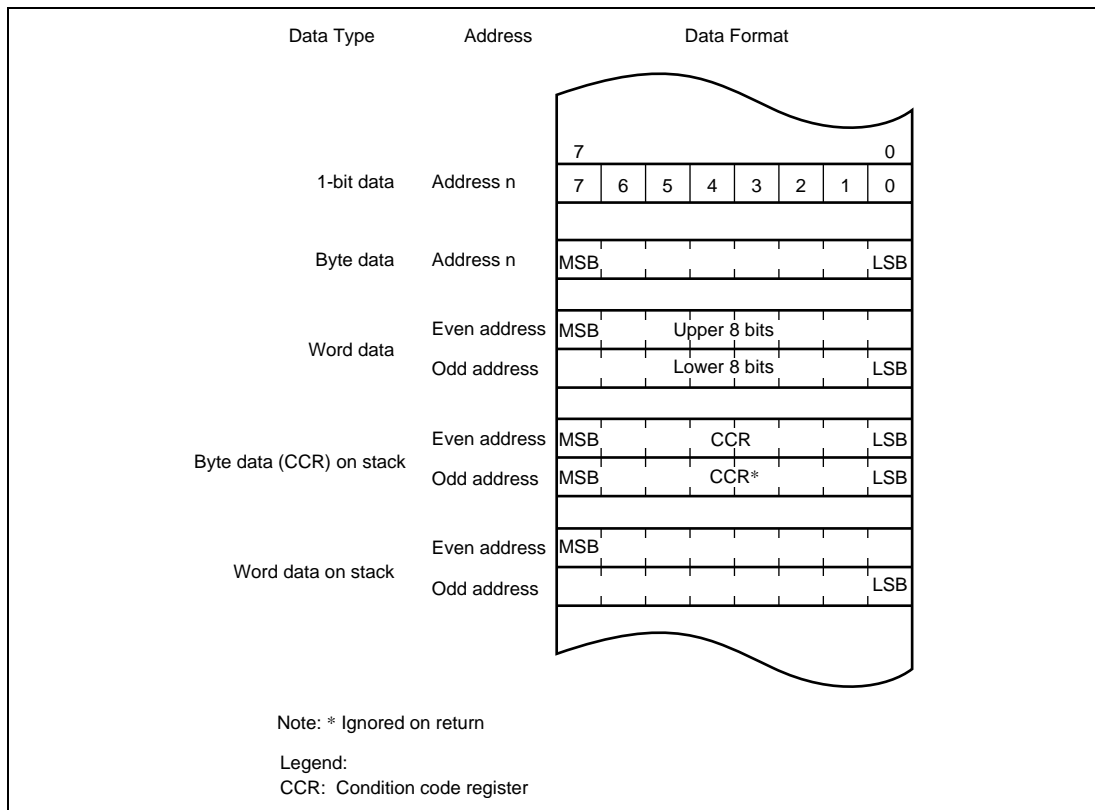 Data Type Address Data Format
7 0
1-bit data Address n 7 6 5 4 3 2 1 0
Byte data Address n MSB LSB
Word data
Even address MSB Upper 8 bits
Odd address Lower 8 bits LSB
Byte data (CCR) on stack
Even address MSB CCR LSB
Odd address MSB CCR* LSB
Word data on stack
Even address MSB
Odd address LSB
Note: * Ignored on return
Legend:
CCR: Condition code register